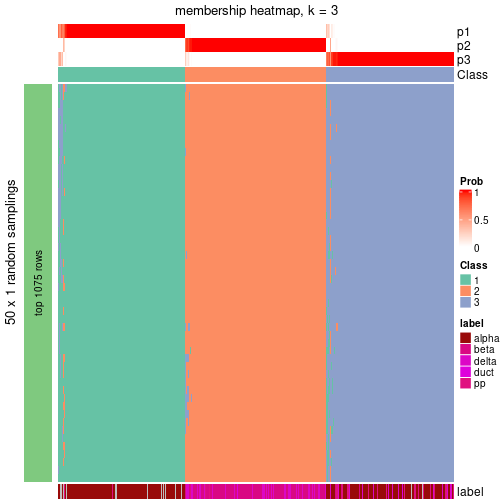 membership heatmap, k = 3
p1
p2
p3
Class
50 x 1 random samplings
top 1075 rows
Prob
1
0.5
0
Class
1
2
3
label
alpha
beta
delta
duct
pp
label